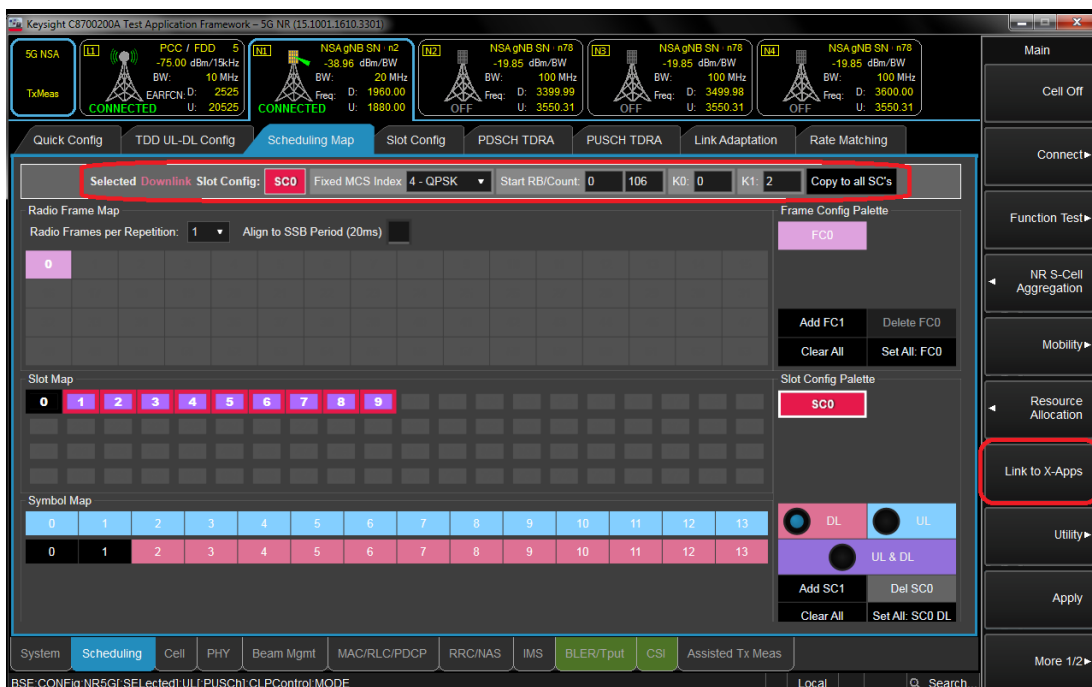 Keysight C8700200A Test Application Framework – 5G NR (15.1001.1610.3301)
5G NSA
TxMeas
L1
PCC / FDD 5
-75.00 dBm/15kHz
BW: 10 MHz
EARFCN: D: 2525
U: 20525
CONNECTED
N1
NSA gNB SN : n2
-38.96 dBm/BW
BW: 20 MHz
Freq: D: 1960.00
U: 1880.00
CONNECTED
N2
NSA gNB SN : n78
-19.85 dBm/BW
BW: 100 MHz
Freq: D: 3499.99
U: 3550.31
OFF
N3
NSA gNB SN : n78
-19.85 dBm/BW
BW: 100 MHz
Freq: D: 3499.98
U: 3550.31
OFF
N4
NSA gNB SN : n78
-19.85 dBm/BW
BW: 100 MHz
Freq: D: 3600.00
U: 3550.31
OFF
Quick Config TDD UL-DL Config Scheduling Map Slot Config PDSCH TDRA PUSCH TDRA Link Adaptation Rate Matching
Selected Downlink Slot Config: SC0 Fixed MCS Index 4 - QPSK Start RB/Count: 0 106 K0: 0 K1: 2 Copy to all SC's
Radio Frame Map
Radio Frames per Repetition: 1 Align to SSB Period (20ms)
0
Frame Config Palette
FC0
Add FC1 Delete FC0
Clear All Set All: FC0
Slot Map
0 1 2 3 4 5 6 7 8 9
Slot Config Palette
SC0
Symbol Map
0 1 2 3 4 5 6 7 8 9 10 11 12 13
0 1 2 3 4 5 6 7 8 9 10 11 12 13
DL UL
UL & DL
Add SC1 Del SC0
Clear All Set All: SC0 DL
System Scheduling Cell PHY Beam Mgmt MAC/RLC/PDCP RRC/NAS IMS BLER/Tput CSI Assisted Tx Meas
BSE:CONFig:NR5G[:SELected]:UL[:PUSCh]:CLPControl:MODE
Local Search
Main
Cell Off
Connect
Function Test
NR S-Cell
Aggregation
Mobility
Resource
Allocation
Link to X-Apps
Utility
Apply
More 1/2